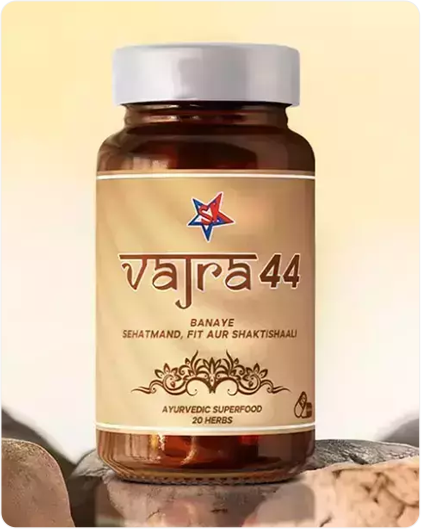 vajra 44
BANAYE
SEHATMAND, FIT AUR SHAKTISHAALI
AYURVEDIC SUPERFOOD
20 HERBS